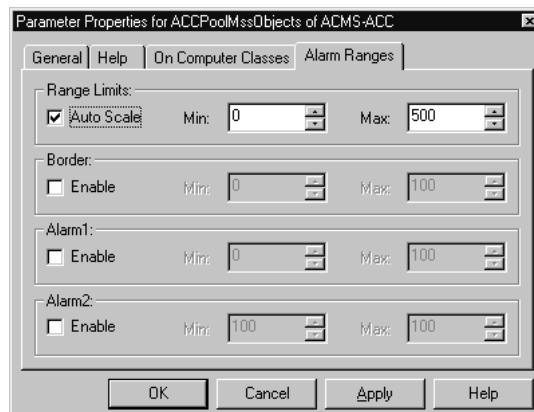 Parameter Properties for ACCPoolMssObjects of ACMS-ACC
General Help On Computer Classes Alarm Ranges
Range Limits:
Auto Scale Min: 0 Max: 500
Border:
Enable Min: 0 Max: 100
Alarm1:
Enable Min: 0 Max: 100
Alarm2:
Enable Min: 100 Max: 100
OK Cancel Apply Help